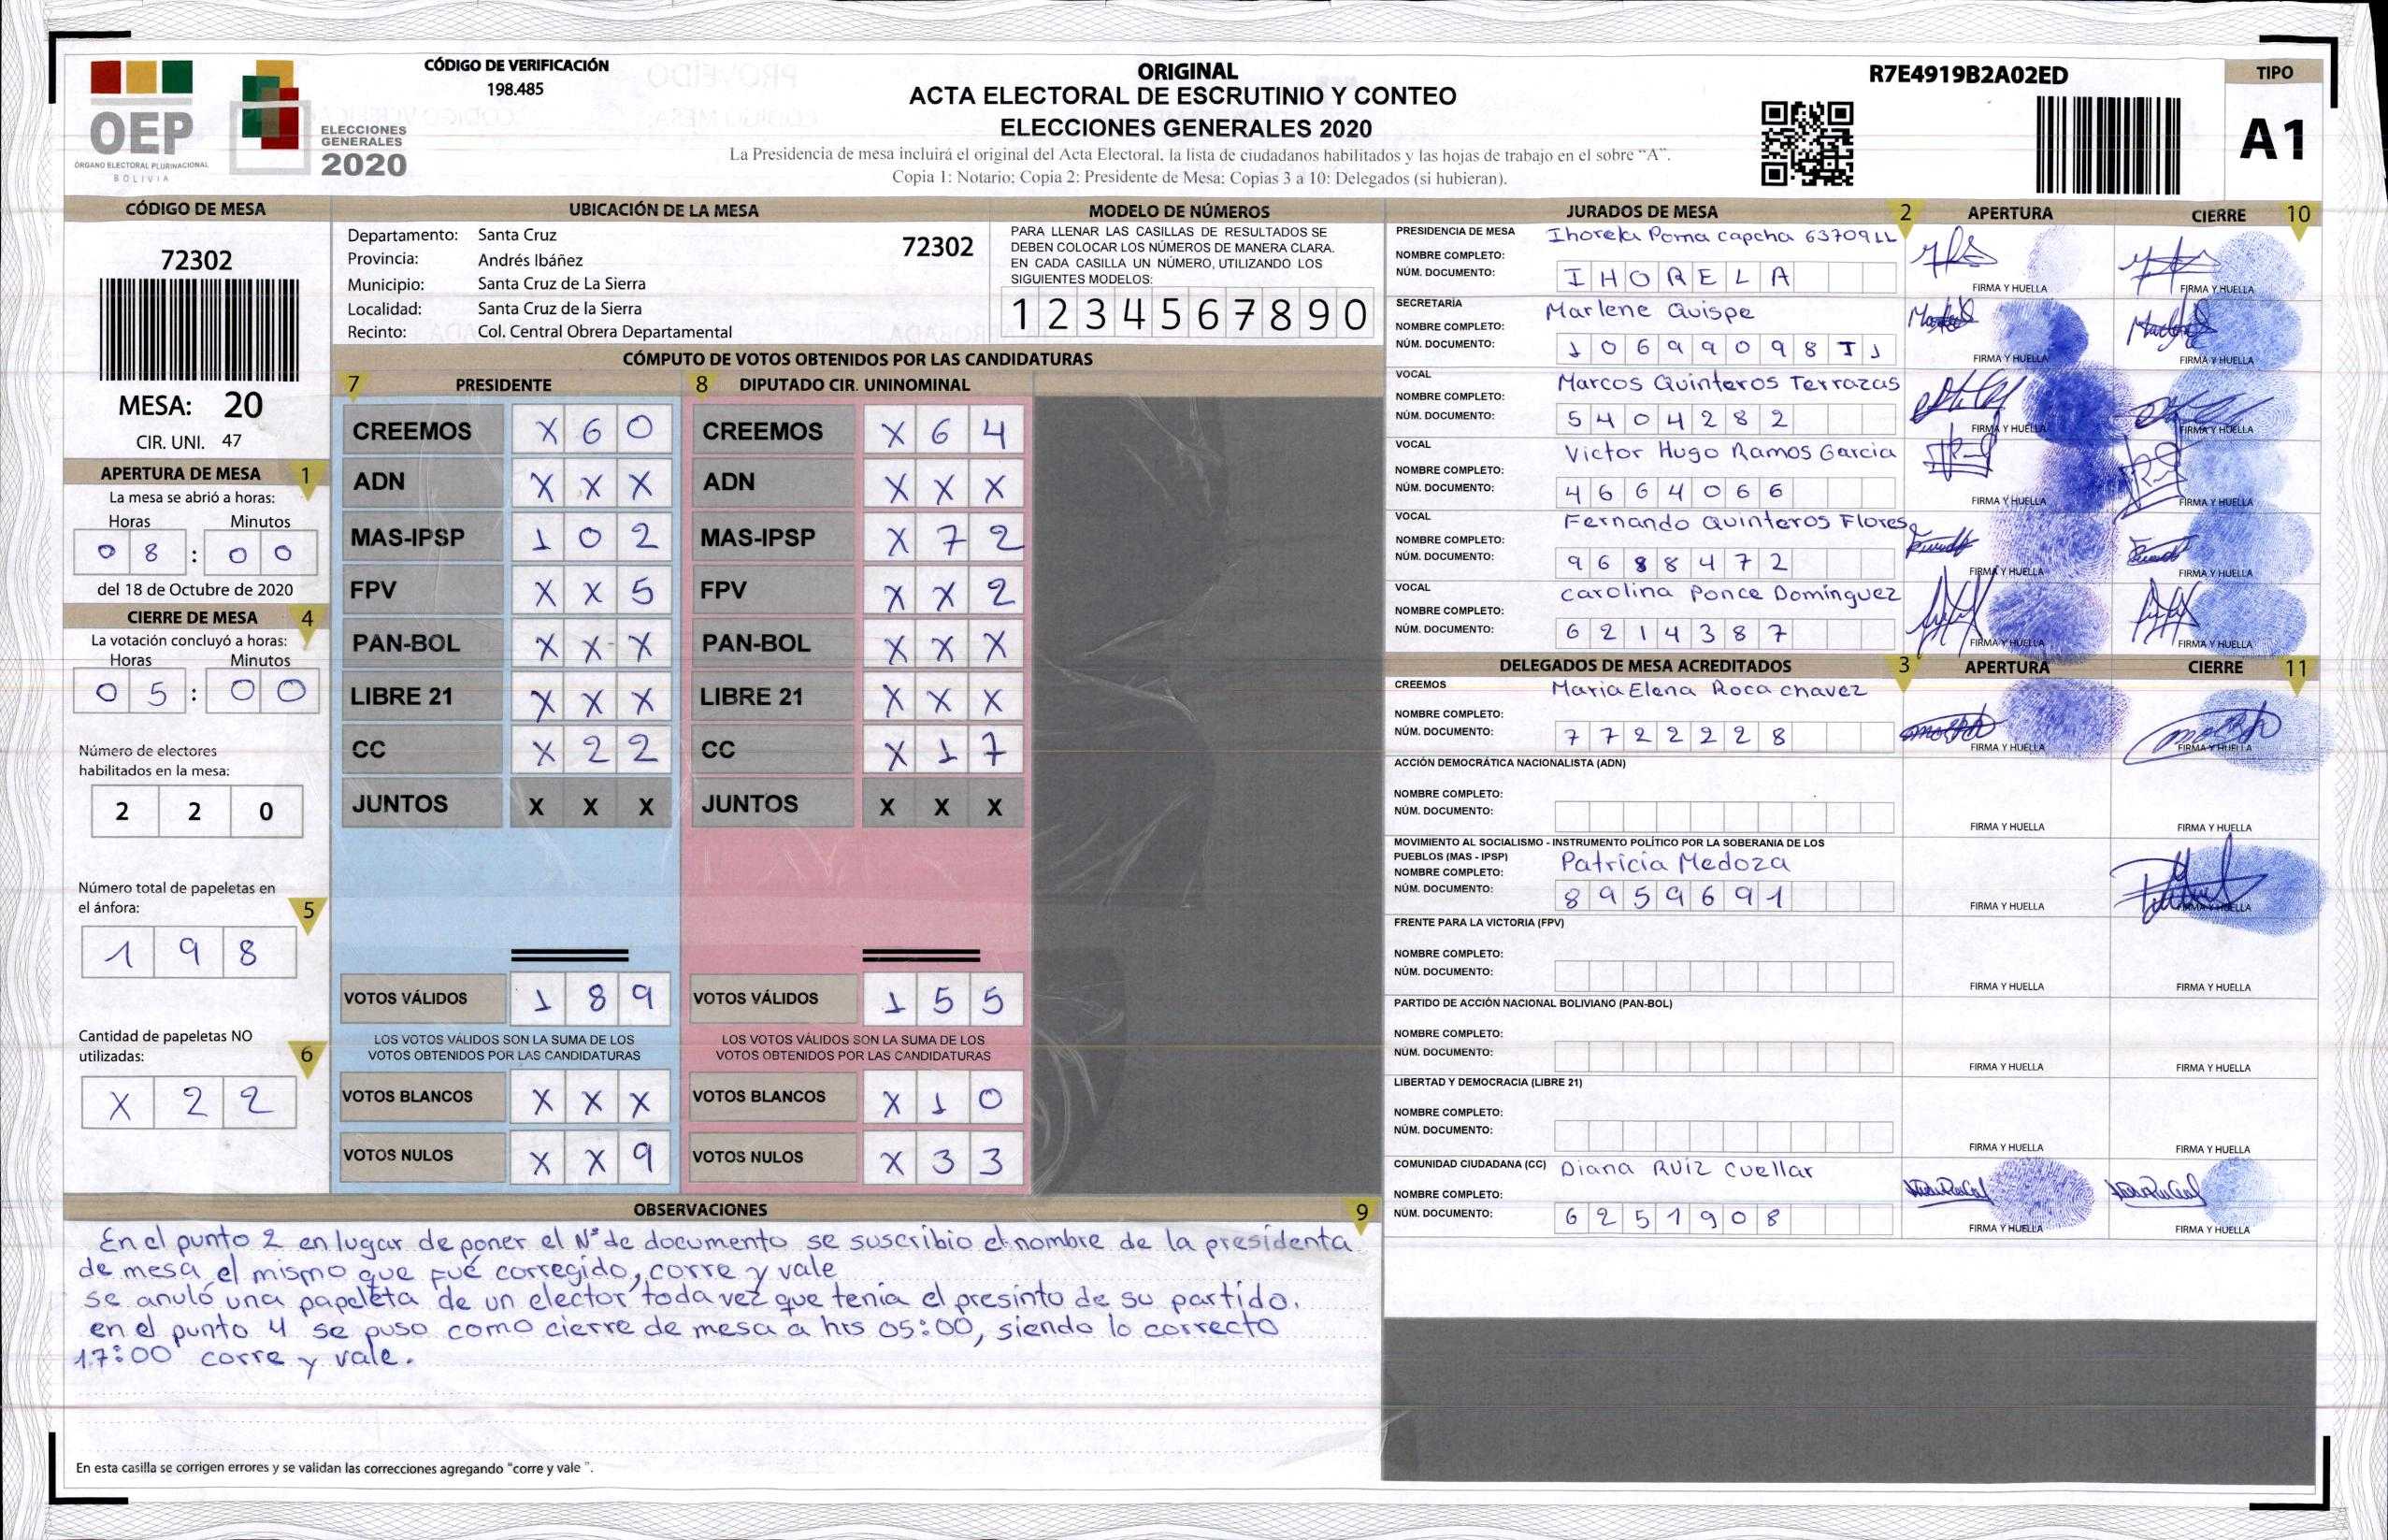 OEP
ÓRGANO ELECTORAL PLURINACIONAL
BOLIVIA
ELECCIONES
GENERALES
2020
CÓDIGO DE VERIFICACIÓN
198.485
ORIGINAL
ACTA ELECTORAL DE ESCRUTINIO Y CONTEO
ELECCIONES GENERALES 2020
La Presidencia de mesa incluirá el original del Acta Electoral, la lista de ciudadanos habilitados y las hojas de trabajo en el sobre “A”.
Copia 1: Notario; Copia 2: Presidente de Mesa; Copias 3 a 10: Delegados (si hubieran).
R7E4919B2A02ED
TIPO
A1
CÓDIGO DE MESA
72302
MESA: 20
CIR. UNI. 47
APERTURA DE MESA 1
La mesa se abrió a horas:
Horas Minutos
0 8 : 0 0
del 18 de Octubre de 2020
CIERRE DE MESA 4
La votación concluyó a horas:
Horas Minutos
0 5 : 0 0
Número de electores
habilitados en la mesa:
2 2 0
Número total de papeletas en
el ánfora: 5
1 9 8
Cantidad de papeletas NO
utilizadas: 6
X 2 2
UBICACIÓN DE LA MESA
Departamento: Santa Cruz 72302
Provincia: Andrés Ibáñez
Municipio: Santa Cruz de La Sierra
Localidad: Santa Cruz de la Sierra
Recinto: Col. Central Obrera Departamental
MODELO DE NÚMEROS
PARA LLENAR LAS CASILLAS DE RESULTADOS SE
DEBEN COLOCAR LOS NÚMEROS DE MANERA CLARA.
EN CADA CASILLA UN NÚMERO, UTILIZANDO LOS
SIGUIENTES MODELOS:
1 2 3 4 5 6 7 8 9 0
CÓMPUTO DE VOTOS OBTENIDOS POR LAS CANDIDATURAS
7 PRESIDENTE 8 DIPUTADO CIR. UNINOMINAL
CREEMOS X 6 0 CREEMOS X 6 4
ADN X X X ADN X X X
MAS-IPSP 1 0 2 MAS-IPSP X 7 2
FPV X X 5 FPV X X 2
PAN-BOL X X X PAN-BOL X X X
LIBRE 21 X X X LIBRE 21 X X X
CC X 2 2 CC X 1 7
JUNTOS X X X JUNTOS X X X
VOTOS VÁLIDOS 1 8 9 VOTOS VÁLIDOS 1 5 5
LOS VOTOS VÁLIDOS SON LA SUMA DE LOS LOS VOTOS VÁLIDOS SON LA SUMA DE LOS
VOTOS OBTENIDOS POR LAS CANDIDATURAS VOTOS OBTENIDOS POR LAS CANDIDATURAS
VOTOS BLANCOS X X X VOTOS BLANCOS X 1 0
VOTOS NULOS X X 9 VOTOS NULOS X 3 3
OBSERVACIONES 9
En el punto 2 en lugar de poner el N° de documento se suscribio el nombre de la presidenta
de mesa el mismo que fué corregido, corre y vale
se anuló una papeleta de un elector toda vez que tenia el presinto de su partido.
en el punto 4 se puso como cierre de mesa a hrs 05:00, siendo lo correcto
17:00 corre y vale.
En esta casilla se corrigen errores y se validan las correcciones agregando “corre y vale ”.
JURADOS DE MESA 2 APERTURA CIERRE 10
PRESIDENCIA DE MESA Ihorela Poma Capcha 6370911
NOMBRE COMPLETO:
NÚM. DOCUMENTO: I H O R E L A
FIRMA Y HUELLA FIRMA Y HUELLA
SECRETARÍA Marlene Quispe
NOMBRE COMPLETO:
NÚM. DOCUMENTO: 1 0 6 9 9 0 9 8 I 1
FIRMA Y HUELLA FIRMA Y HUELLA
VOCAL Marcos Quinteros Terrazas
NOMBRE COMPLETO:
NÚM. DOCUMENTO: 5 4 0 4 2 8 2
FIRMA Y HUELLA FIRMA Y HUELLA
VOCAL Victor Hugo Ramos Garcia
NOMBRE COMPLETO:
NÚM. DOCUMENTO: 4 6 6 4 0 6 6
FIRMA Y HUELLA FIRMA Y HUELLA
VOCAL Fernando Quinteros Flores
NOMBRE COMPLETO:
NÚM. DOCUMENTO: 9 6 8 8 4 7 2
FIRMA Y HUELLA FIRMA Y HUELLA
VOCAL Carolina Ponce Domínguez
NOMBRE COMPLETO:
NÚM. DOCUMENTO: 6 2 1 4 3 8 7
FIRMA Y HUELLA FIRMA Y HUELLA
DELEGADOS DE MESA ACREDITADOS 3 APERTURA CIERRE 11
CREEMOS Maria Elena Roca chavez
NOMBRE COMPLETO:
NÚM. DOCUMENTO: 7 7 2 2 2 2 8
FIRMA Y HUELLA FIRMA Y HUELLA
ACCIÓN DEMOCRÁTICA NACIONALISTA (ADN)
NOMBRE COMPLETO:
NÚM. DOCUMENTO:
FIRMA Y HUELLA FIRMA Y HUELLA
MOVIMIENTO AL SOCIALISMO - INSTRUMENTO POLÍTICO POR LA SOBERANIA DE LOS
PUEBLOS (MAS - IPSP) Patricia Medoza
NOMBRE COMPLETO:
NÚM. DOCUMENTO: 8 9 5 9 6 9 1
FIRMA Y HUELLA FIRMA Y HUELLA
FRENTE PARA LA VICTORIA (FPV)
NOMBRE COMPLETO:
NÚM. DOCUMENTO:
FIRMA Y HUELLA FIRMA Y HUELLA
PARTIDO DE ACCIÓN NACIONAL BOLIVIANO (PAN-BOL)
NOMBRE COMPLETO:
NÚM. DOCUMENTO:
FIRMA Y HUELLA FIRMA Y HUELLA
LIBERTAD Y DEMOCRACIA (LIBRE 21)
NOMBRE COMPLETO:
NÚM. DOCUMENTO:
FIRMA Y HUELLA FIRMA Y HUELLA
COMUNIDAD CIUDADANA (CC) Diana Ruiz Cuellar
NOMBRE COMPLETO:
NÚM. DOCUMENTO: 6 2 5 1 9 0 8
FIRMA Y HUELLA FIRMA Y HUELLA